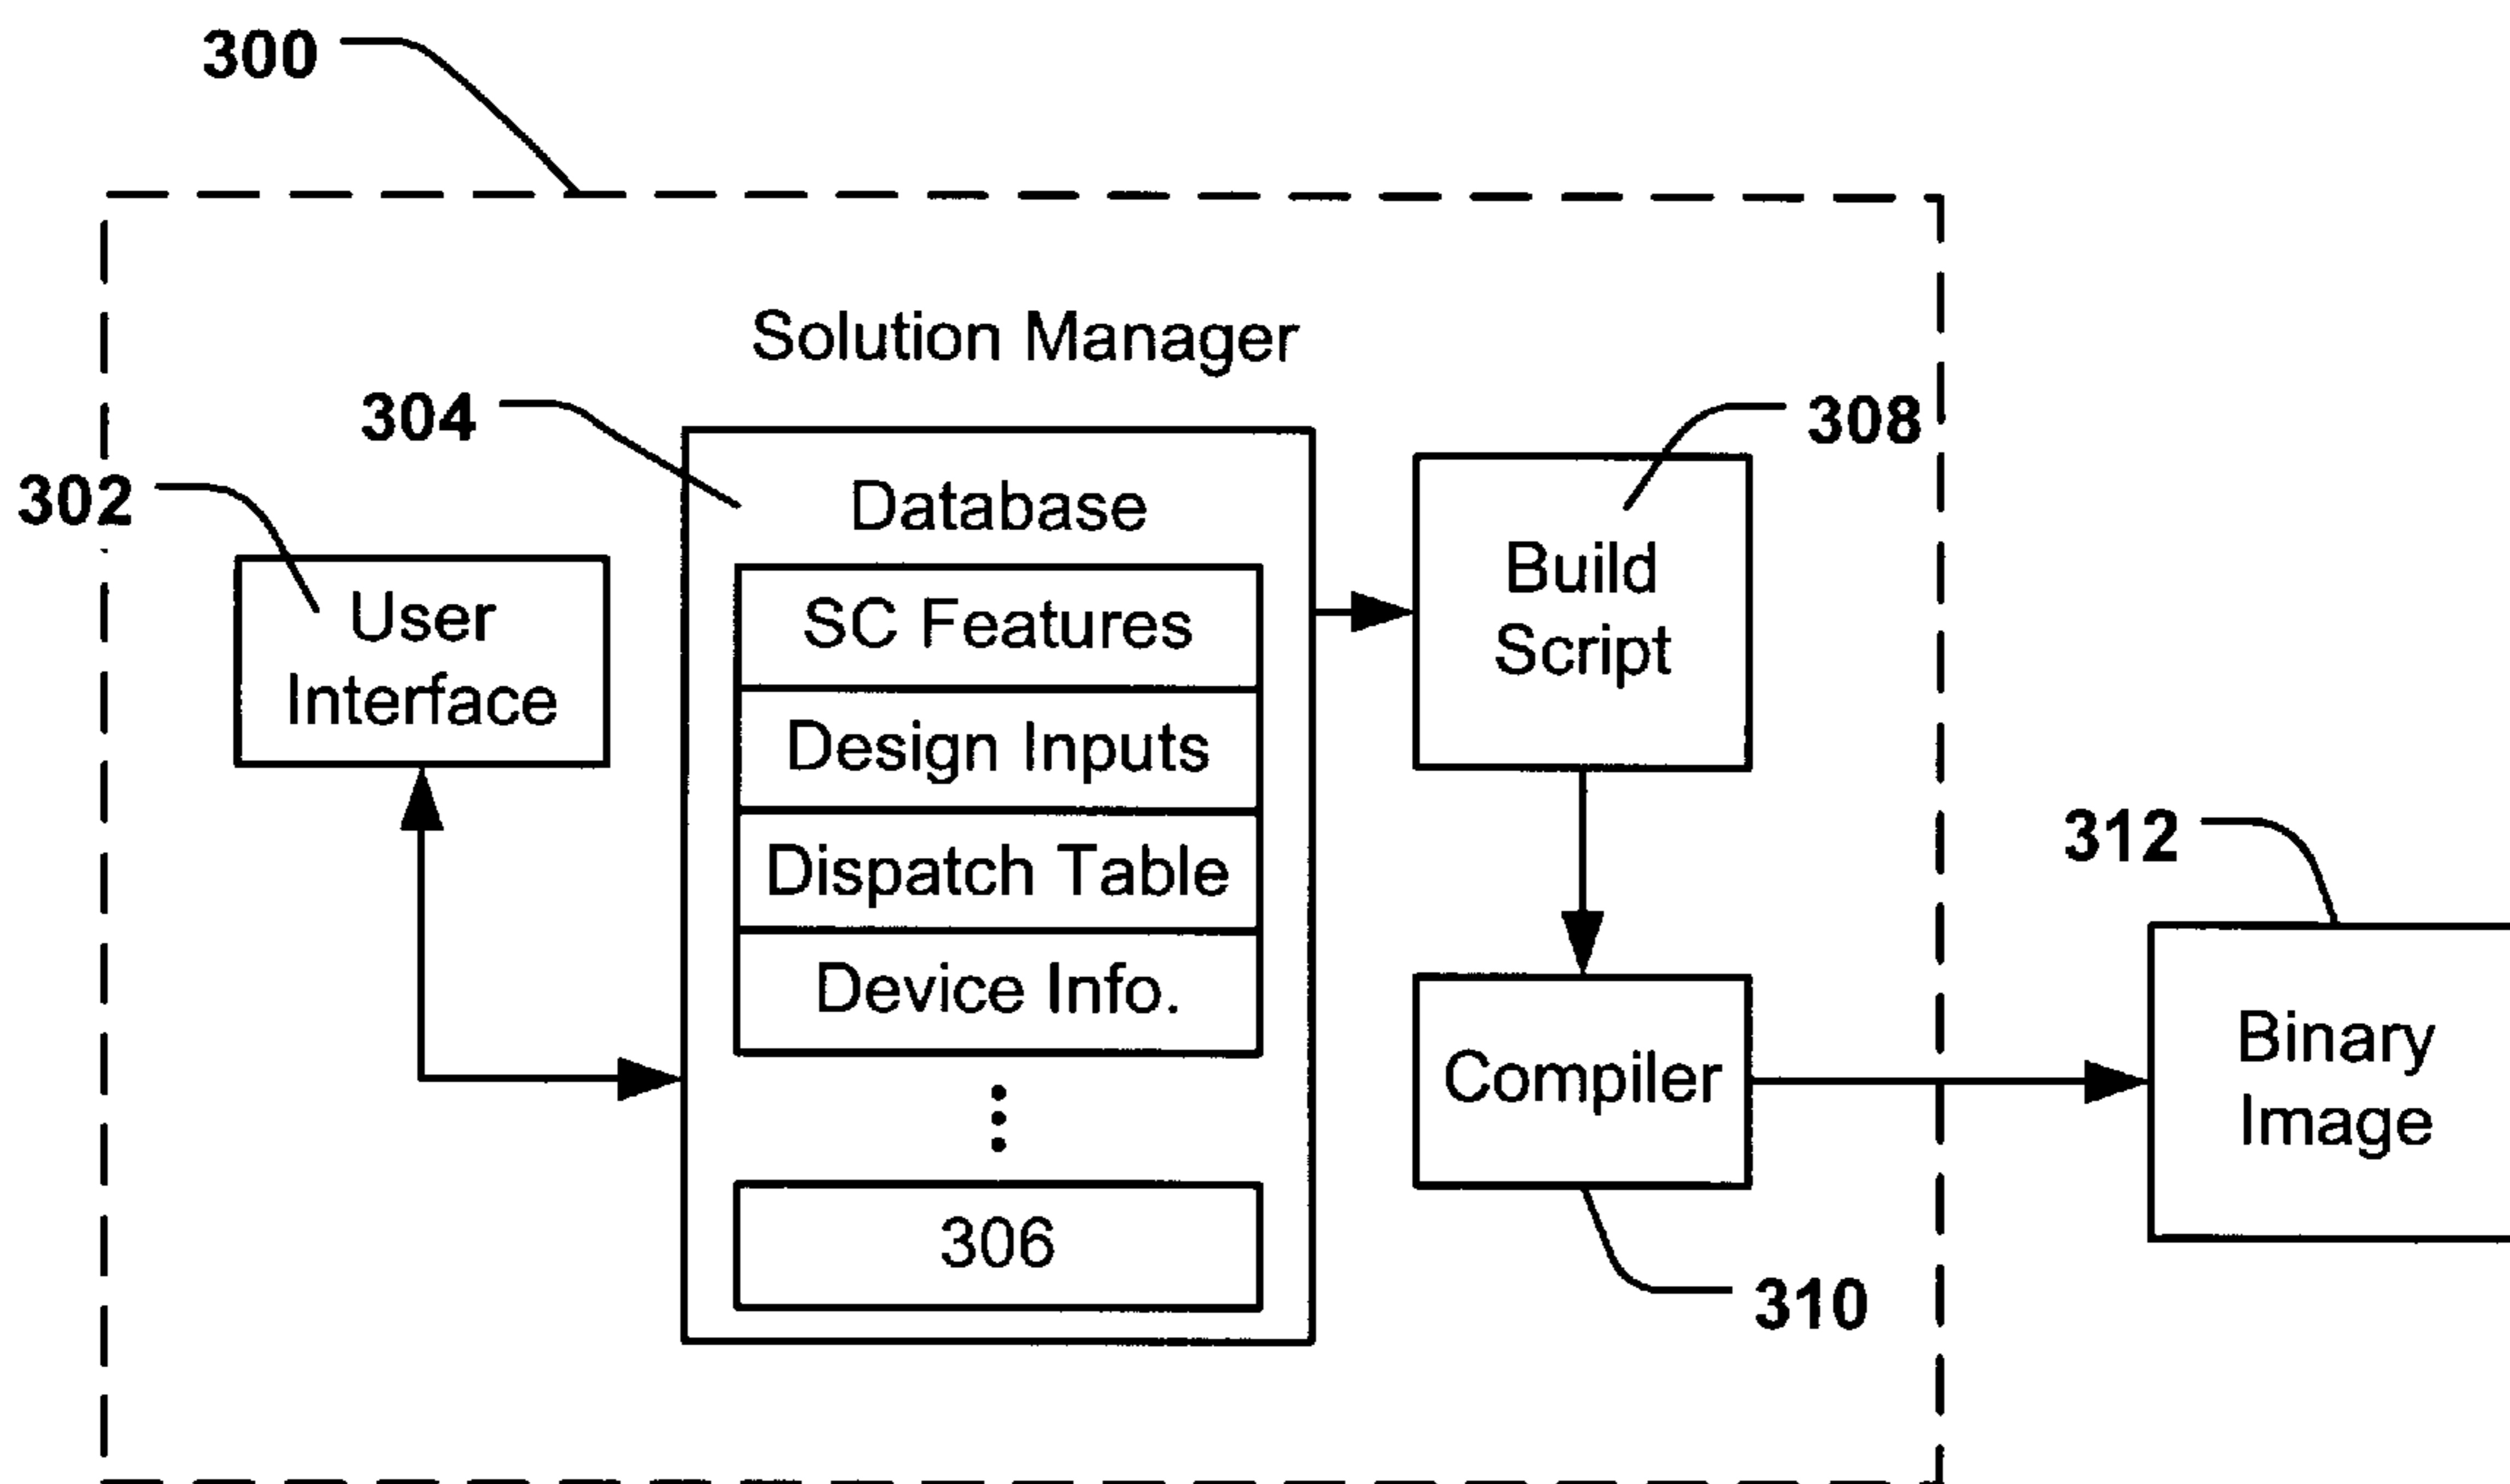 300
Solution Manager
304
308
302
Database
User
Interface
SC Features
Design Inputs
Dispatch Table
Device Info.
306
Build
Script
Compiler
310
312
Binary
Image